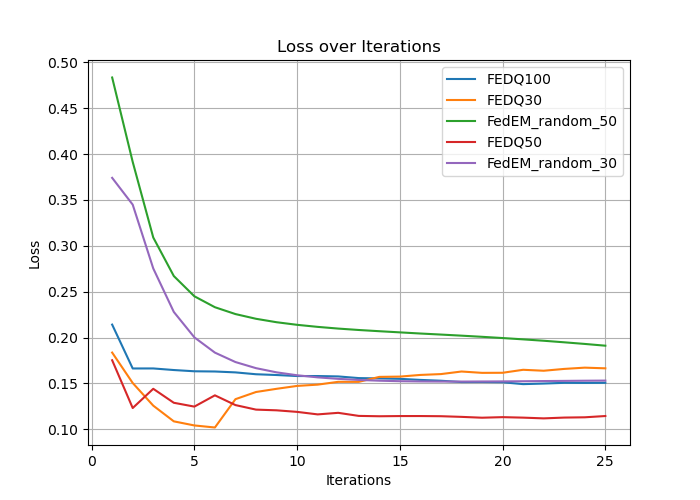 Loss over Iterations
0.50
0.45
0.40
0.35
0.30
0.25
0.20
0.15
0.10
Loss
FEDQ100
FEDQ30
FedEM_random_50
FEDQ50
FedEM_random_30
0
5
10
15
20
25
Iterations